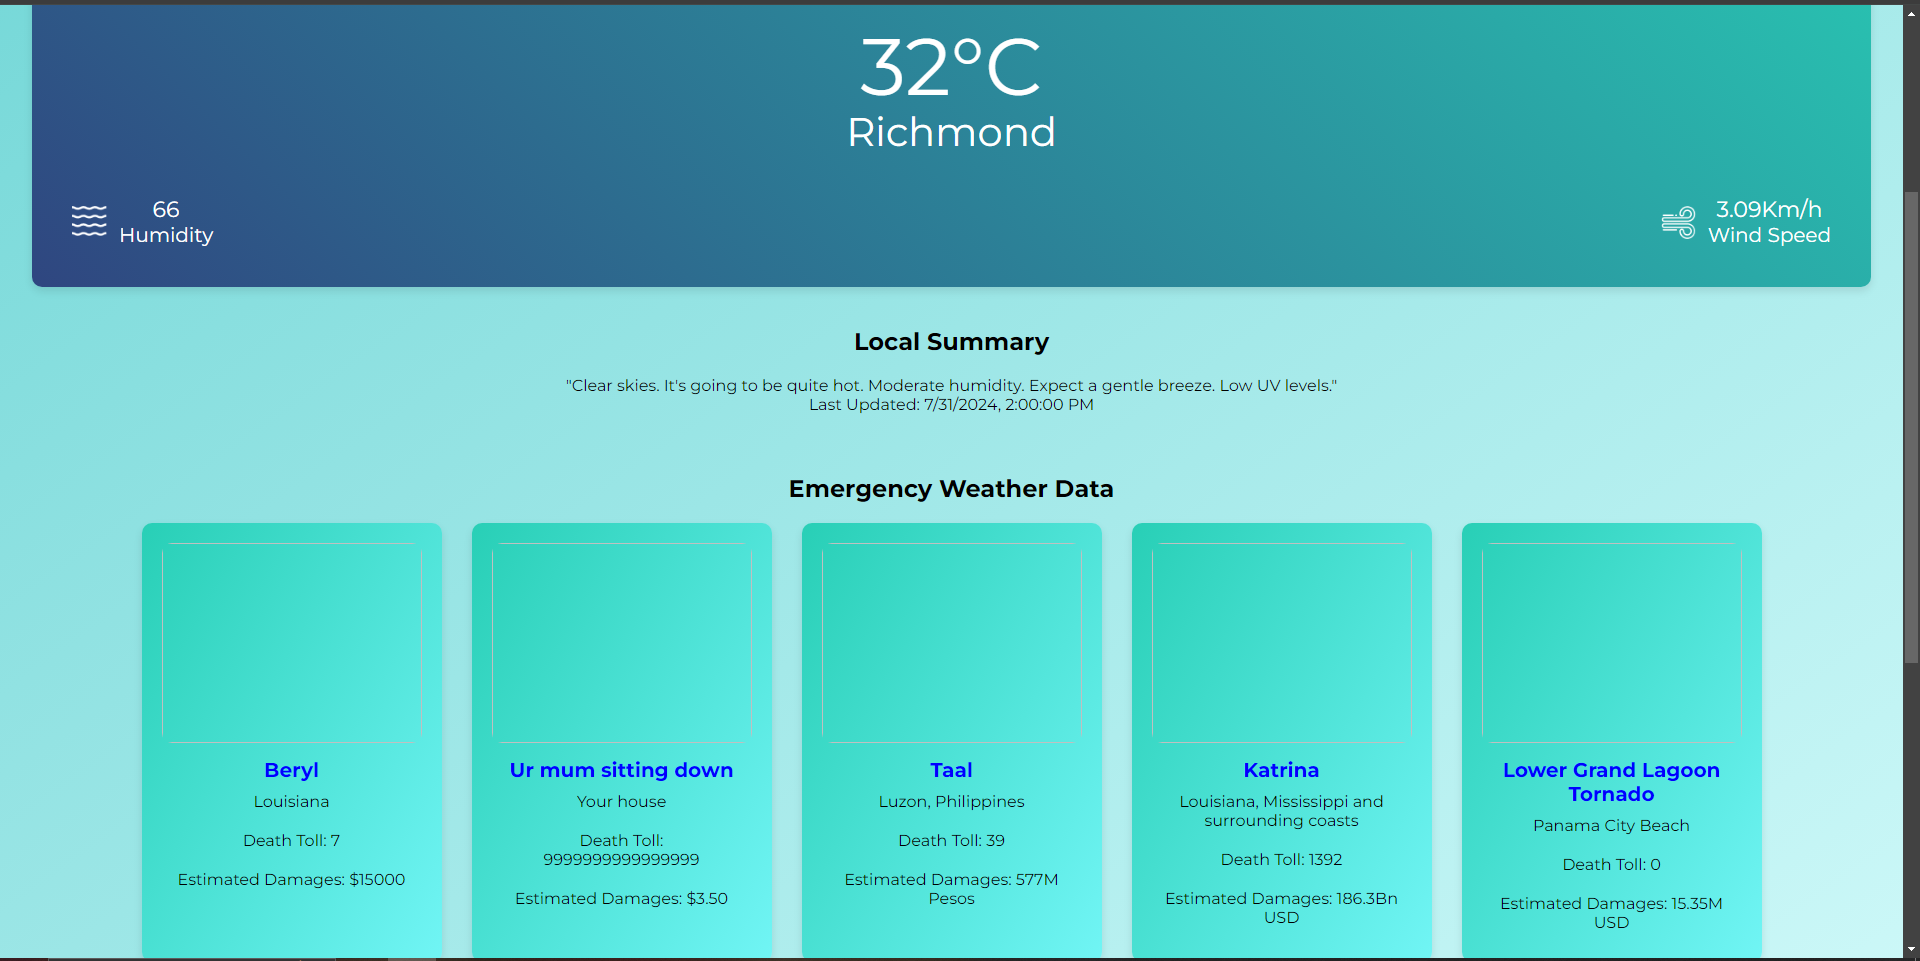 32°C
Richmond
66
Humidity
3.09Km/h
Wind Speed
Local Summary
"Clear skies. It's going to be quite hot. Moderate humidity. Expect a gentle breeze. Low UV levels."
Last Updated: 7/31/2024, 2:00:00 PM
Emergency Weather Data
Beryl
Louisiana
Death Toll: 7
Estimated Damages: $15000
Ur mum sitting down
Your house
Death Toll:
9999999999999999
Estimated Damages: $3.50
Taal
Luzon, Philippines
Death Toll: 39
Estimated Damages: 577M
Pesos
Katrina
Louisiana, Mississippi and
surrounding coasts
Death Toll: 1392
Estimated Damages: 186.3Bn
USD
Lower Grand Lagoon
Tornado
Panama City Beach
Death Toll: 0
Estimated Damages: 15.35M
USD